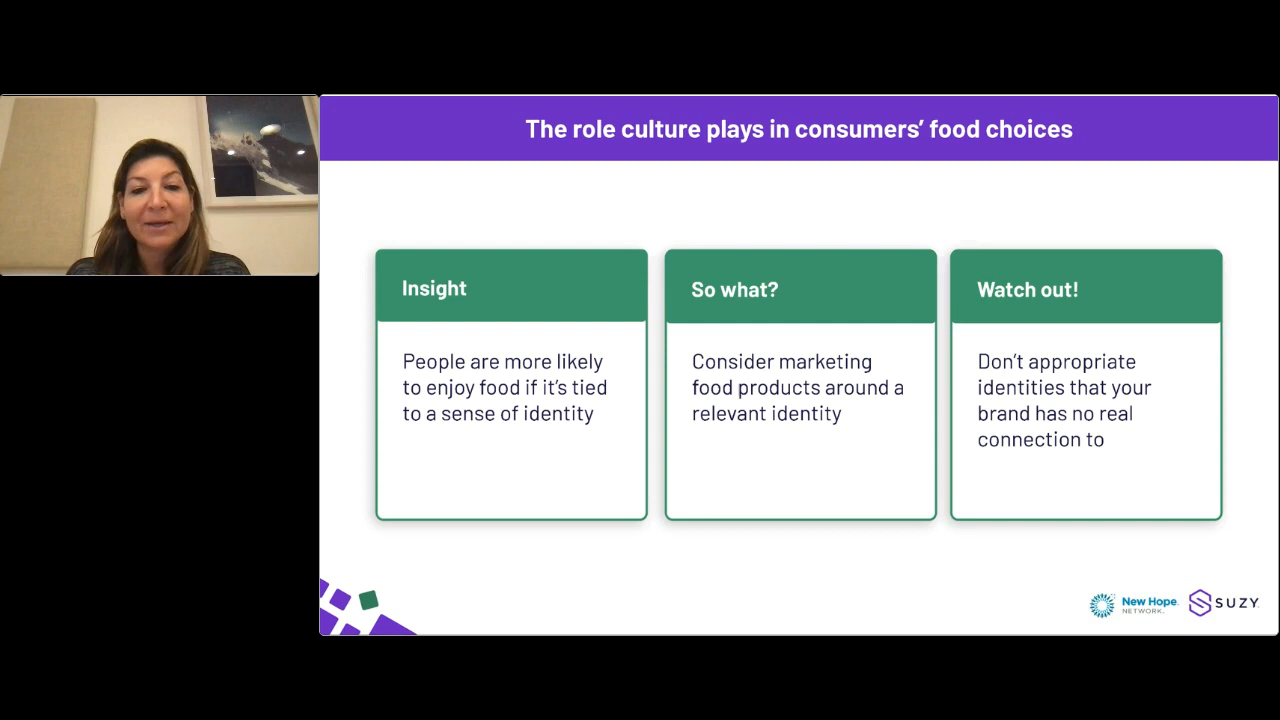 The role culture plays in consumers’ food choices
Insight
People are more likely
to enjoy food if it’s tied
to a sense of identity
So what?
Consider marketing
food products around a
relevant identity
Watch out!
Don’t appropriate
identities that your
brand has no real
connection to
New Hope
NETWORK
SUZY